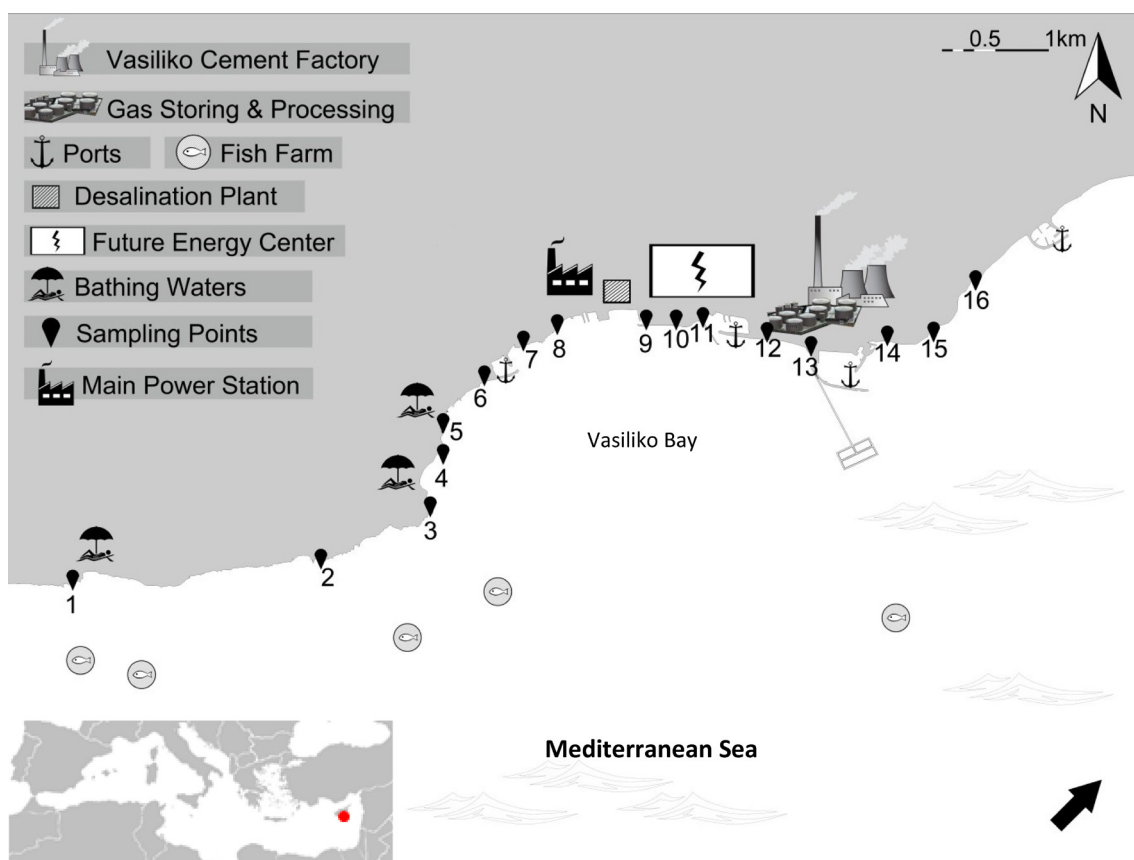 Vasiliko Cement Factory
Gas Storing & Processing
Ports
Fish Farm
Desalination Plant
Future Energy Center
Bathing Waters
Sampling Points
Main Power Station
0.5 1km
N
16
15
14
13
12
11
10
9
8
7
6
5
4
3
2
1
Vasiliko Bay
Mediterranean Sea